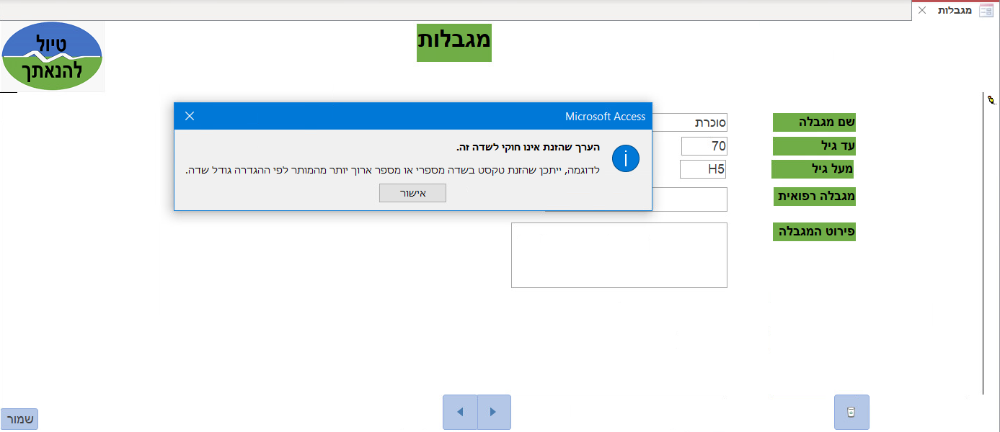 מגבלות
טיול
להנאתך
מגבלות
Microsoft Access
הערך שהזנת אינו חוקי לשדה זה.
לדוגמה, ייתכן שהזנת טקסט בשדה מספרי או מספר ארוך יותר מהמותר לפי ההגדרה גודל שדה.
אישור
שם מגבלה סוכרת
עד גיל 70
מעל גיל H5
מגבלה רפואית
פירוט המגבלה
שמור